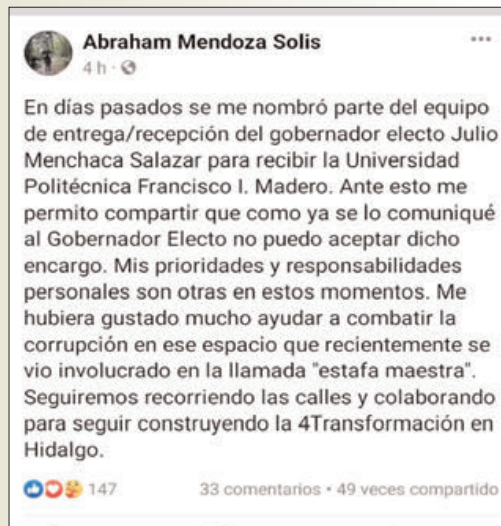 Abraham Mendoza Solis
...
4 h ·
En días pasados se me nombró parte del equipo
de entrega/recepción del gobernador electo Julio
Menchaca Salazar para recibir la Universidad
Politécnica Francisco I. Madero. Ante esto me
permito compartir que como ya se lo comuniqué
al Gobernador Electo no puedo aceptar dicho
encargo. Mis prioridades y responsabilidades
personales son otras en estos momentos. Me
hubiera gustado mucho ayudar a combatir la
corrupción en ese espacio que recientemente se
vio involucrado en la llamada "estafa maestra".
Seguiremos recorriendo las calles y colaborando
para seguir construyendo la 4Transformación en
Hidalgo.
147 33 comentarios • 49 veces compartido